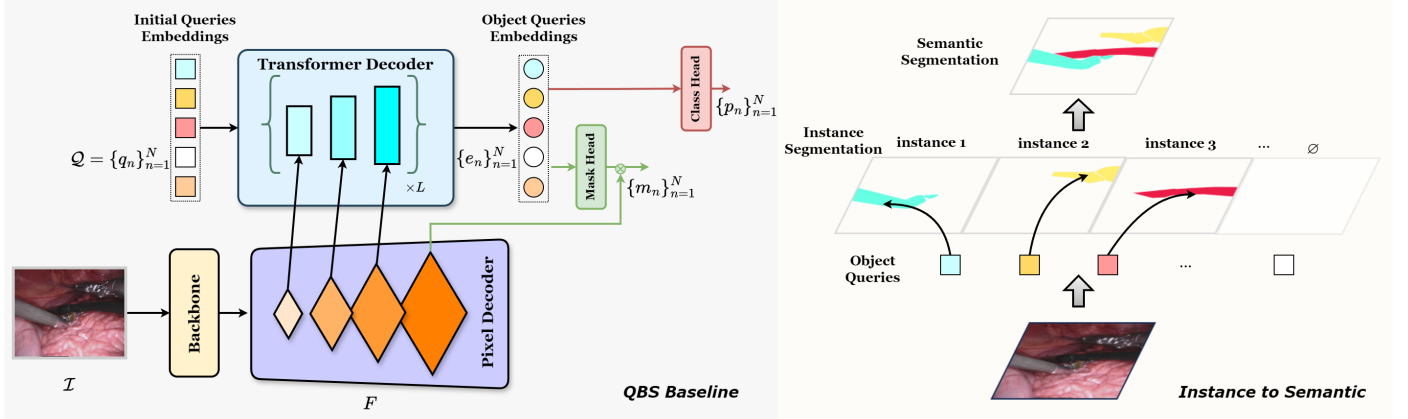 Initial Queries
Embeddings
Object Queries
Embeddings
Transformer Decoder
×L
Q = {q_n}_{n=1}^N
{e_n}_{n=1}^N
Class Head
{p_n}_{n=1}^N
Mask Head
⊗
{m_n}_{n=1}^N
Backbone
Pixel Decoder
I
F
QBS Baseline
Semantic
Segmentation
Instance
Segmentation
instance 1
instance 2
instance 3
...
∅
Object
Queries
...
Instance to Semantic